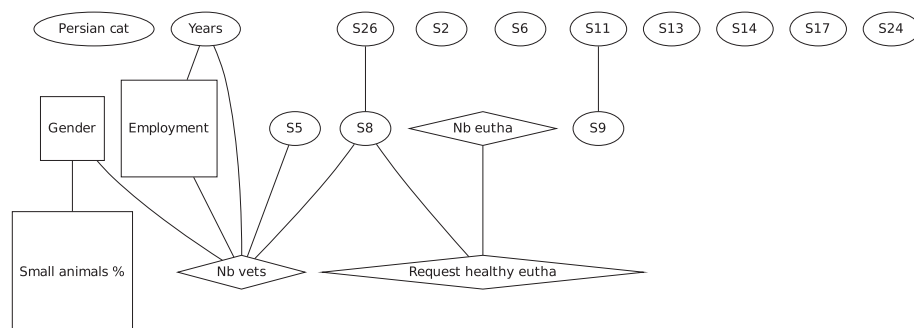 Persian cat
Years
S26
S2
S6
S11
S13
S14
S17
S24
Gender
Employment
S5
S8
Nb eutha
S9
Small animals %
Nb vets
Request healthy eutha